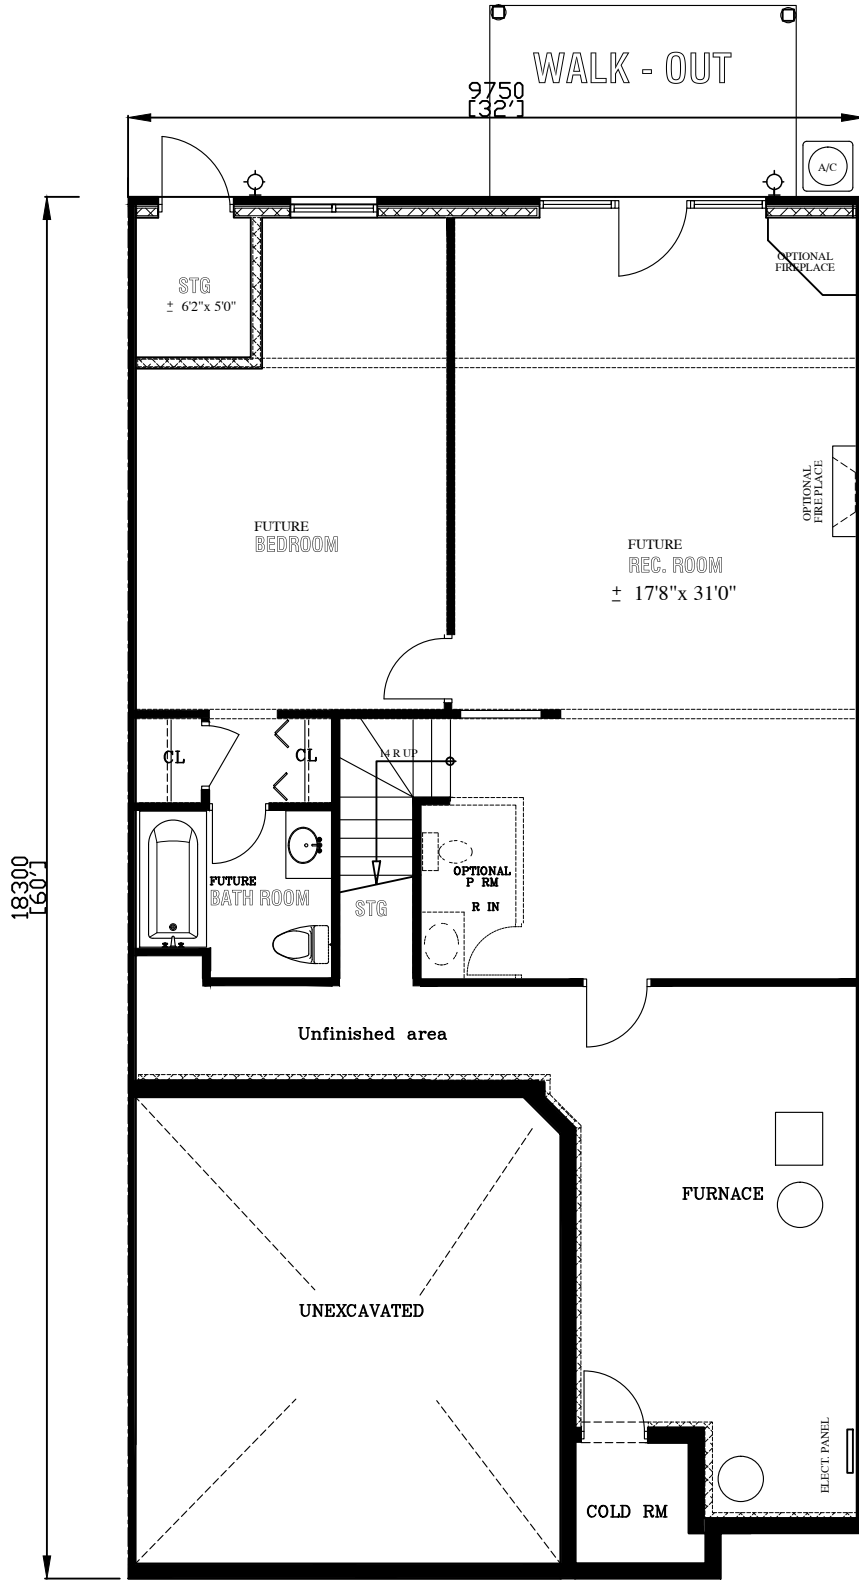 WALK - OUT
9750
[32']
A/C
OPTIONAL
FIREPLACE
STG
± 6'2"x 5'0"
OPTIONAL
FIREPLACE
FUTURE
BEDROOM
FUTURE
REC. ROOM
± 17'8"x 31'0"
CL
CL
14 R UP
18300
[60']
OPTIONAL
P RM
R IN
FUTURE
BATH ROOM
STG
Unfinished area
FURNACE
UNEXCAVATED
ELECT. PANEL
COLD RM